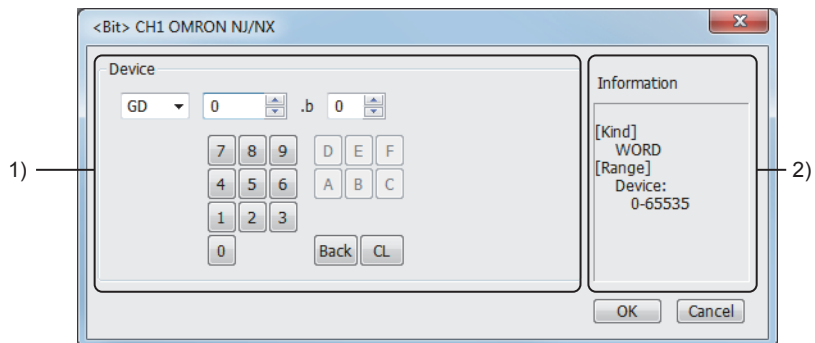 <Bit> CH1 OMRON NJ/NX
x
Device
GD 0 .b 0
7 8 9 D E F
4 5 6 A B C
1 2 3
0 Back CL
1)
Information
[Kind]
WORD
[Range]
Device:
0-65535
2)
OK Cancel